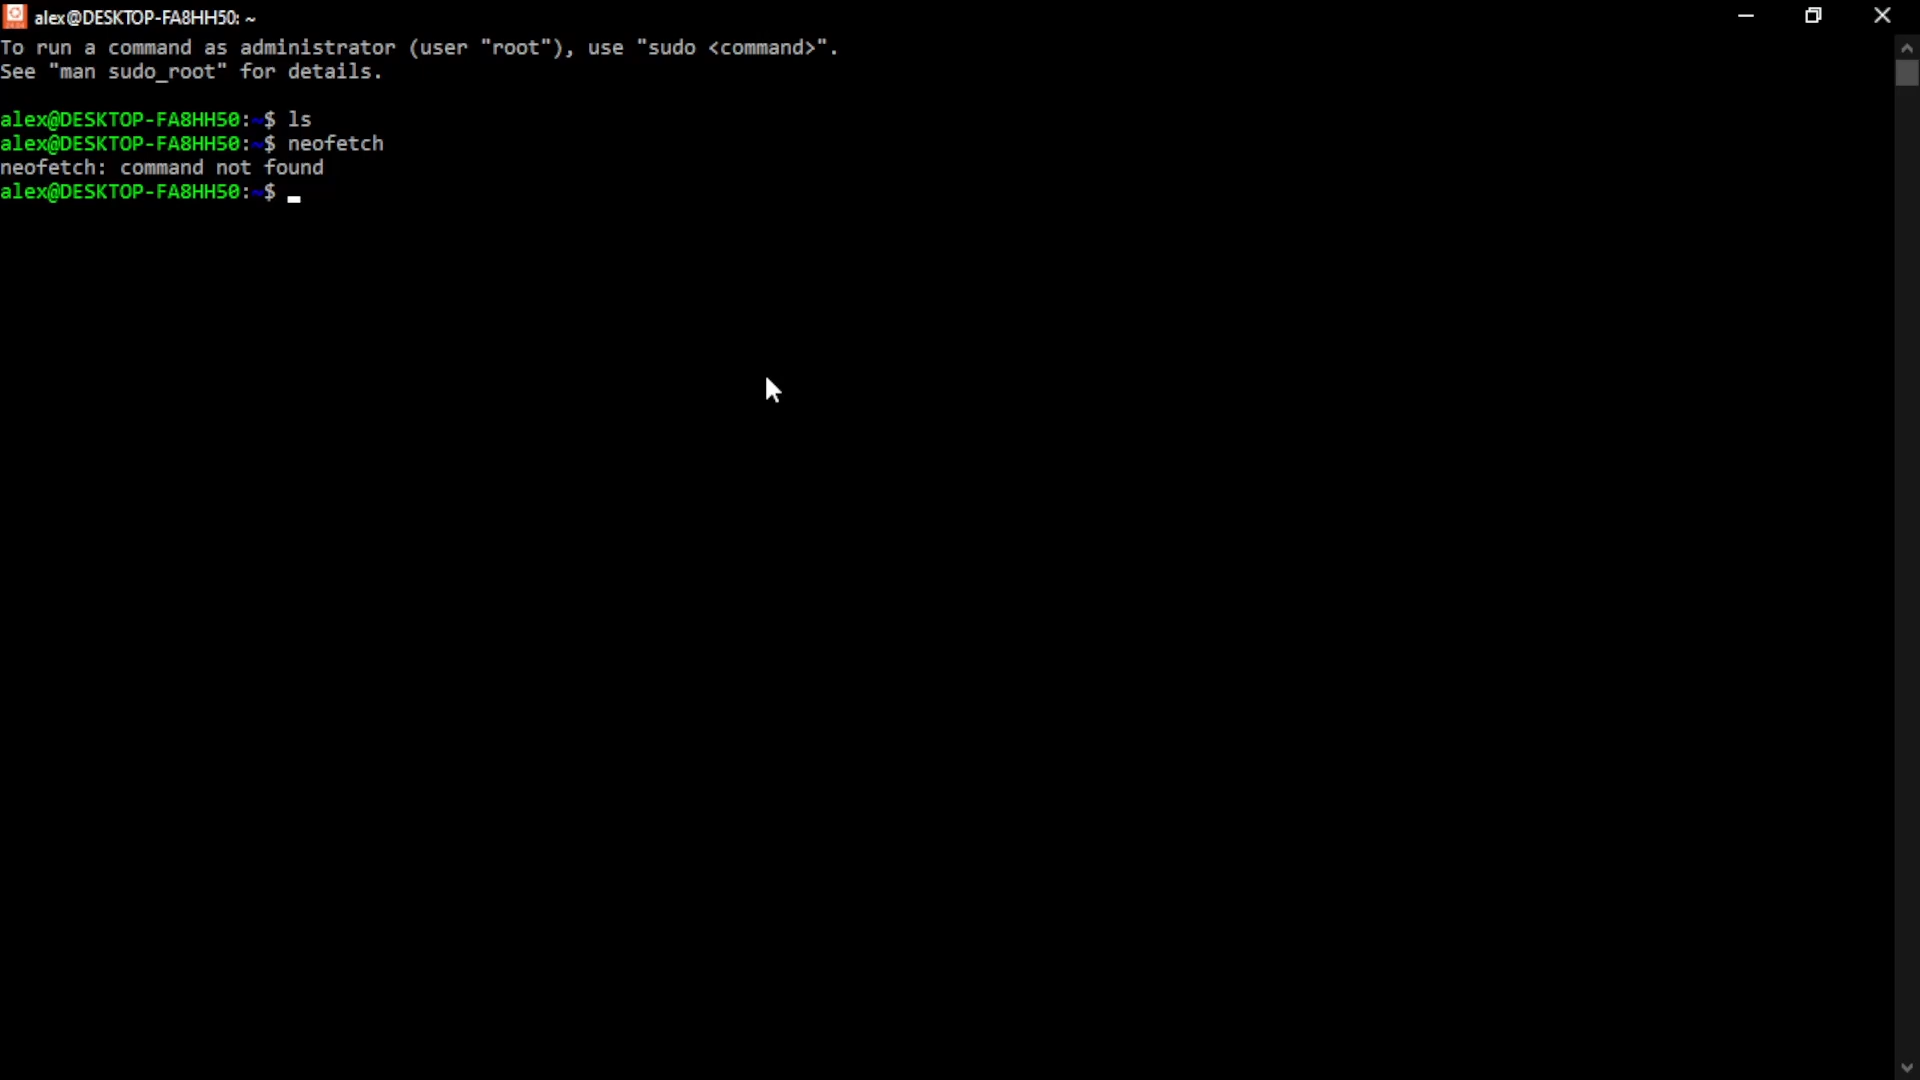 alex@DESKTOP-FA8HH50: ~
To run a command as administrator (user "root"), use "sudo <command>".
See "man sudo_root" for details.
alex@DESKTOP-FA8HH50:~$ ls
alex@DESKTOP-FA8HH50:~$ neofetch
neofetch: command not found
alex@DESKTOP-FA8HH50:~$